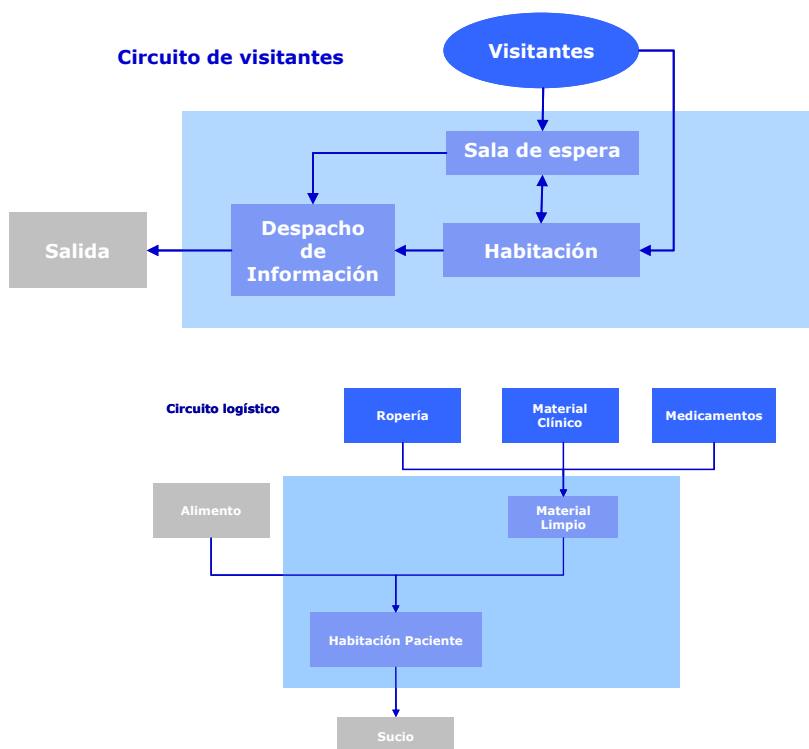 Visitantes
Circuito de visitantes
Sala de espera
Despacho
de
Información
Habitación
Salida
Circuito logístico
Ropería
Material
Clínico
Medicamentos
Alimento
Material
Limpio
Habitación Paciente
Sucio